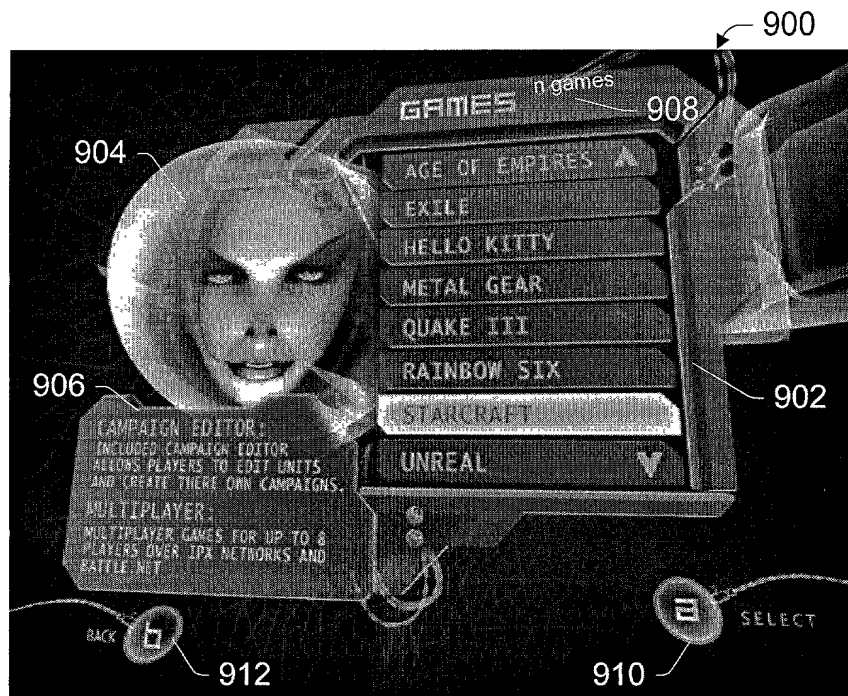 900
GAMES n games
908
904
AGE OF EMPIRES
EXILE
HELLO KITTY
METAL GEAR
QUAKE III
RAINBOW SIX
902
STARCRAFT
UNREAL
906
CAMPAIGN EDITOR:
INCLUDED CAMPAIGN EDITOR
ALLOWS PLAYERS TO EDIT UNITS
AND CREATE THERE OWN CAMPAIGNS.
MULTIPLAYER:
MULTIPLAYER GAMES FOR UP TO 8
PLAYERS OVER IPX NETWORKS AND
BATTLE.NET
BACK b
912
a SELECT
910